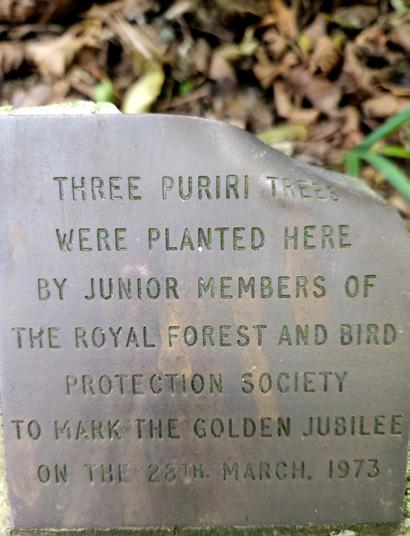 THREE PURIRI TREES
WERE PLANTED HERE
BY JUNIOR MEMBERS OF
THE ROYAL FOREST AND BIRD
PROTECTION SOCIETY
TO MARK THE GOLDEN JUBILEE
ON THE 28TH. MARCH. 1973